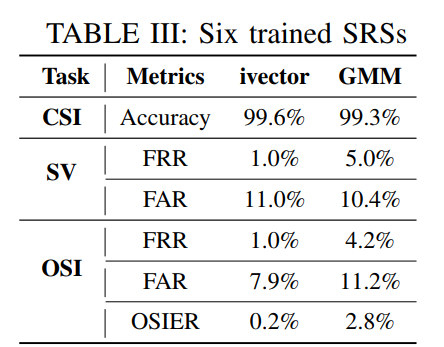 TABLE III: Six trained SRSs
Task Metrics ivector GMM
CSI Accuracy 99.6% 99.3%
SV FRR 1.0% 5.0%
FAR 11.0% 10.4%
OSI FRR 1.0% 4.2%
FAR 7.9% 11.2%
OSIER 0.2% 2.8%